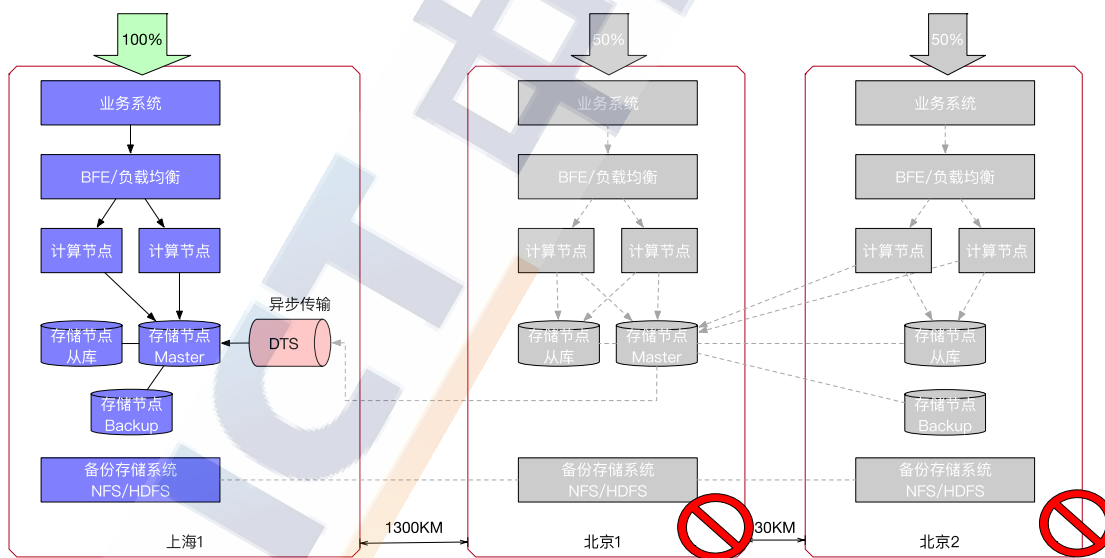 100%
50%
50%
业务系统
业务系统
业务系统
BFE/负载均衡
BFE/负载均衡
BFE/负载均衡
计算节点
计算节点
计算节点
计算节点
计算节点
计算节点
异步传输
存储节点
从库
存储节点
Master
DTS
存储节点
从库
存储节点
Master
存储节点
从库
存储节点
Backup
存储节点
Backup
备份存储系统
NFS/HDFS
备份存储系统
NFS/HDFS
备份存储系统
NFS/HDFS
1300KM
30KM
上海1
北京1
北京2
ICT